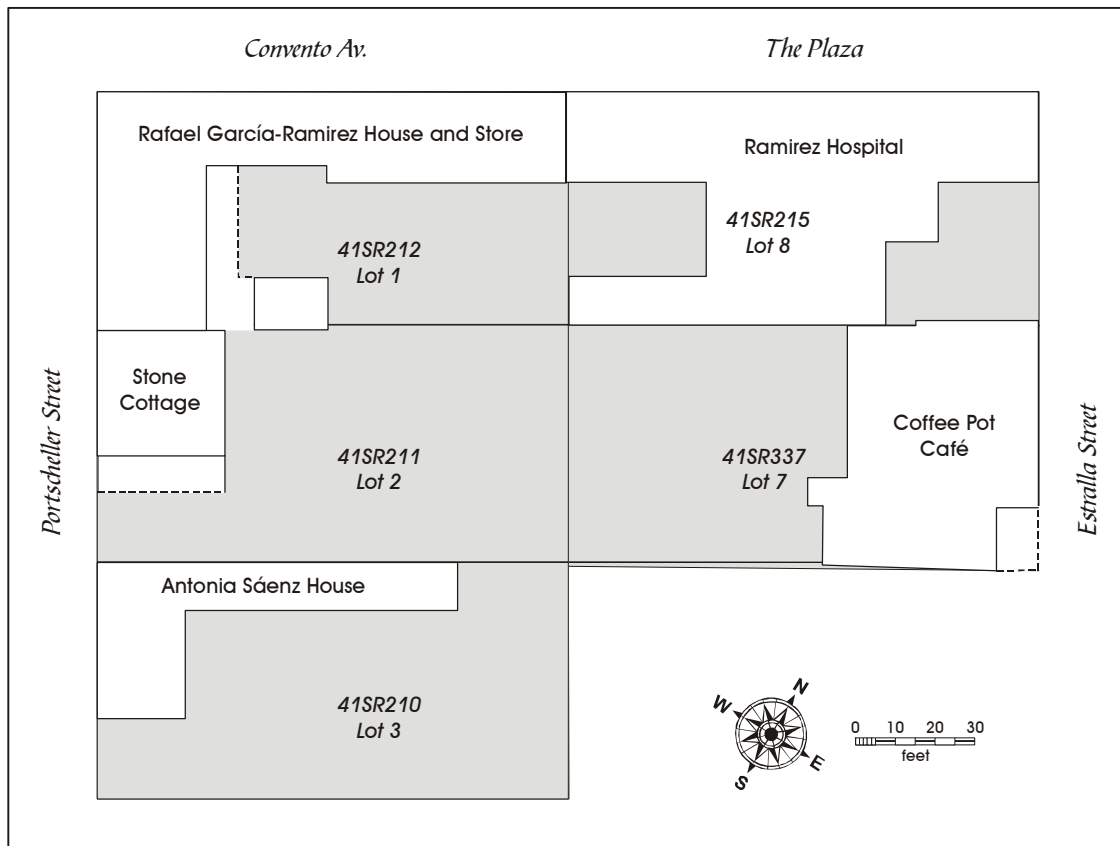 Convento Av.
The Plaza
Rafael García-Ramirez House and Store
Ramirez Hospital
41SR212
Lot 1
41SR215
Lot 8
Portscheller Street
Stone
Cottage
41SR211
Lot 2
41SR337
Lot 7
Coffee Pot
Café
Estralla Street
Antonia Sáenz House
41SR210
Lot 3
N
W
E
S
0 10 20 30
feet